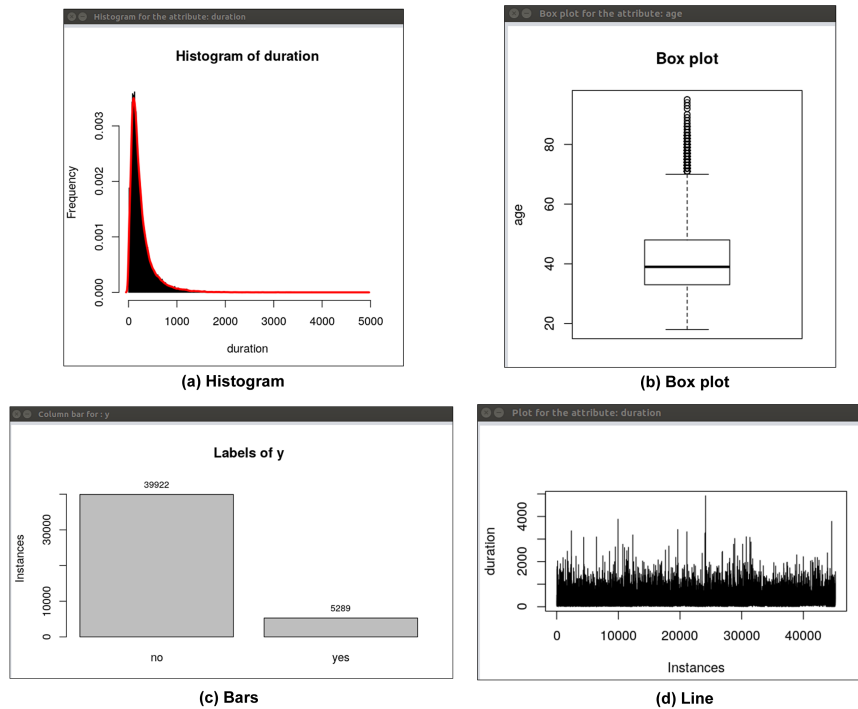 Histogram for the attribute: duration
Histogram of duration
Frequency
0.000
0.001
0.002
0.003
0 1000 2000 3000 4000 5000
duration
(a) Histogram
Box plot for the attribute: age
Box plot
age
20
40
60
80
(b) Box plot
Column bar for : y
Labels of y
Instances
0
10000
30000
39922
5289
no yes
(c) Bars
Plot for the attribute: duration
duration
0
2000
4000
0 10000 20000 30000 40000
Instances
(d) Line